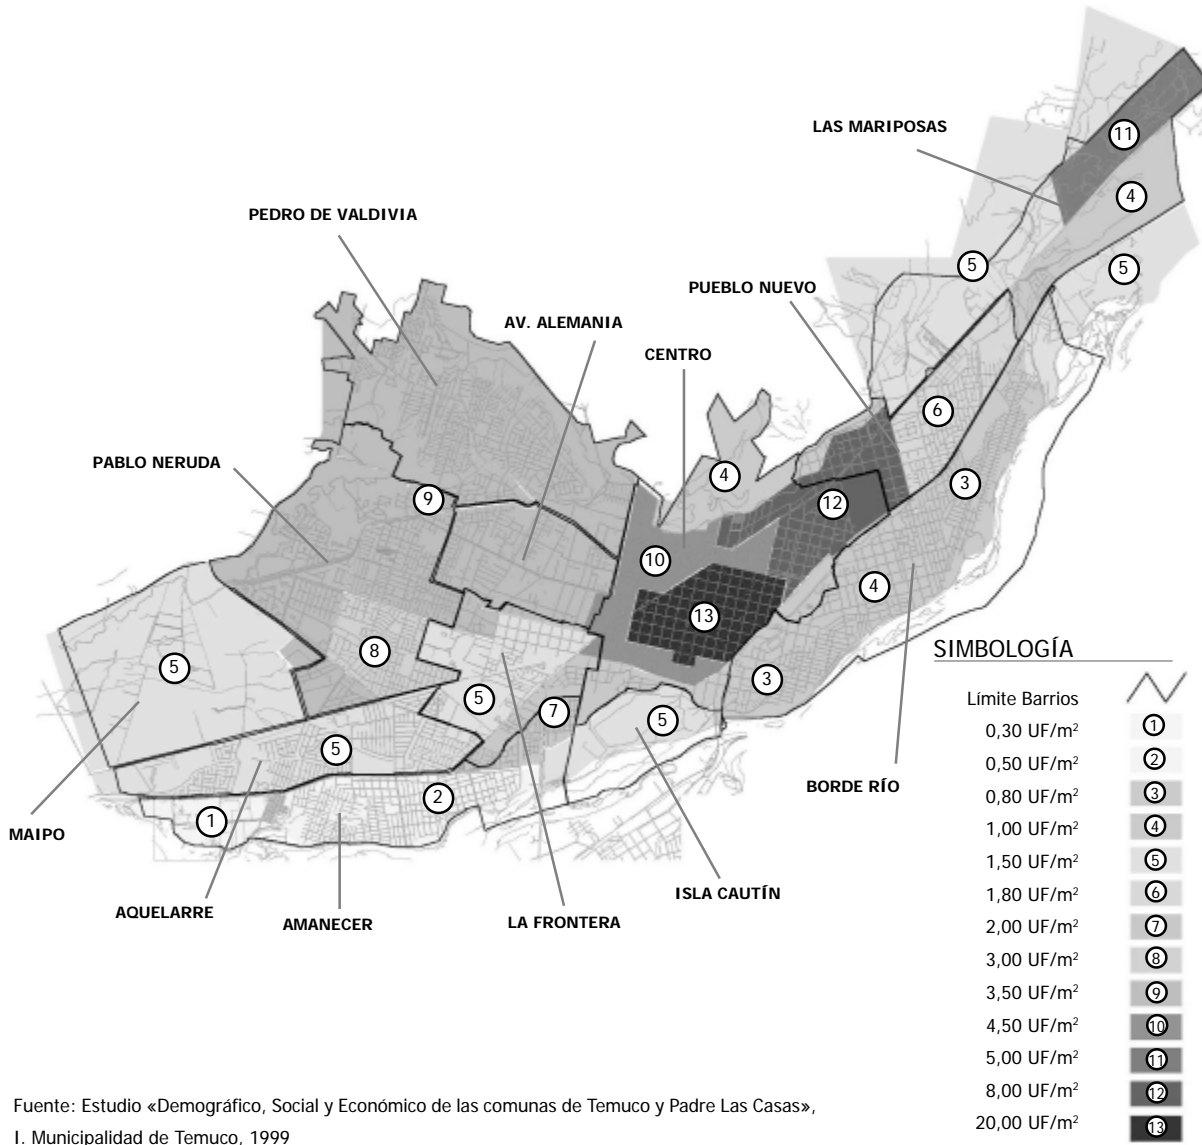 LAS MARIPOSAS
11
4
PEDRO DE VALDIVIA
5
5
PUEBLO NUEVO
AV. ALEMANIA
CENTRO
6
PABLO NERUDA
4
3
9
12
10
4
13
8
5
3
5
7
5
5
2
1
SIMBOLOGÍA
Límite Barrios
0,30 UF/m² 1
0,50 UF/m² 2
0,80 UF/m² 3
1,00 UF/m² 4
1,50 UF/m² 5
1,80 UF/m² 6
2,00 UF/m² 7
3,00 UF/m² 8
3,50 UF/m² 9
4,50 UF/m² 10
5,00 UF/m² 11
8,00 UF/m² 12
20,00 UF/m² 13
BORDE RÍO
MAIPO
ISLA CAUTÍN
AQUELARRE
AMANECER
LA FRONTERA
Fuente: Estudio «Demográfico, Social y Económico de las comunas de Temuco y Padre Las Casas»,
I. Municipalidad de Temuco, 1999